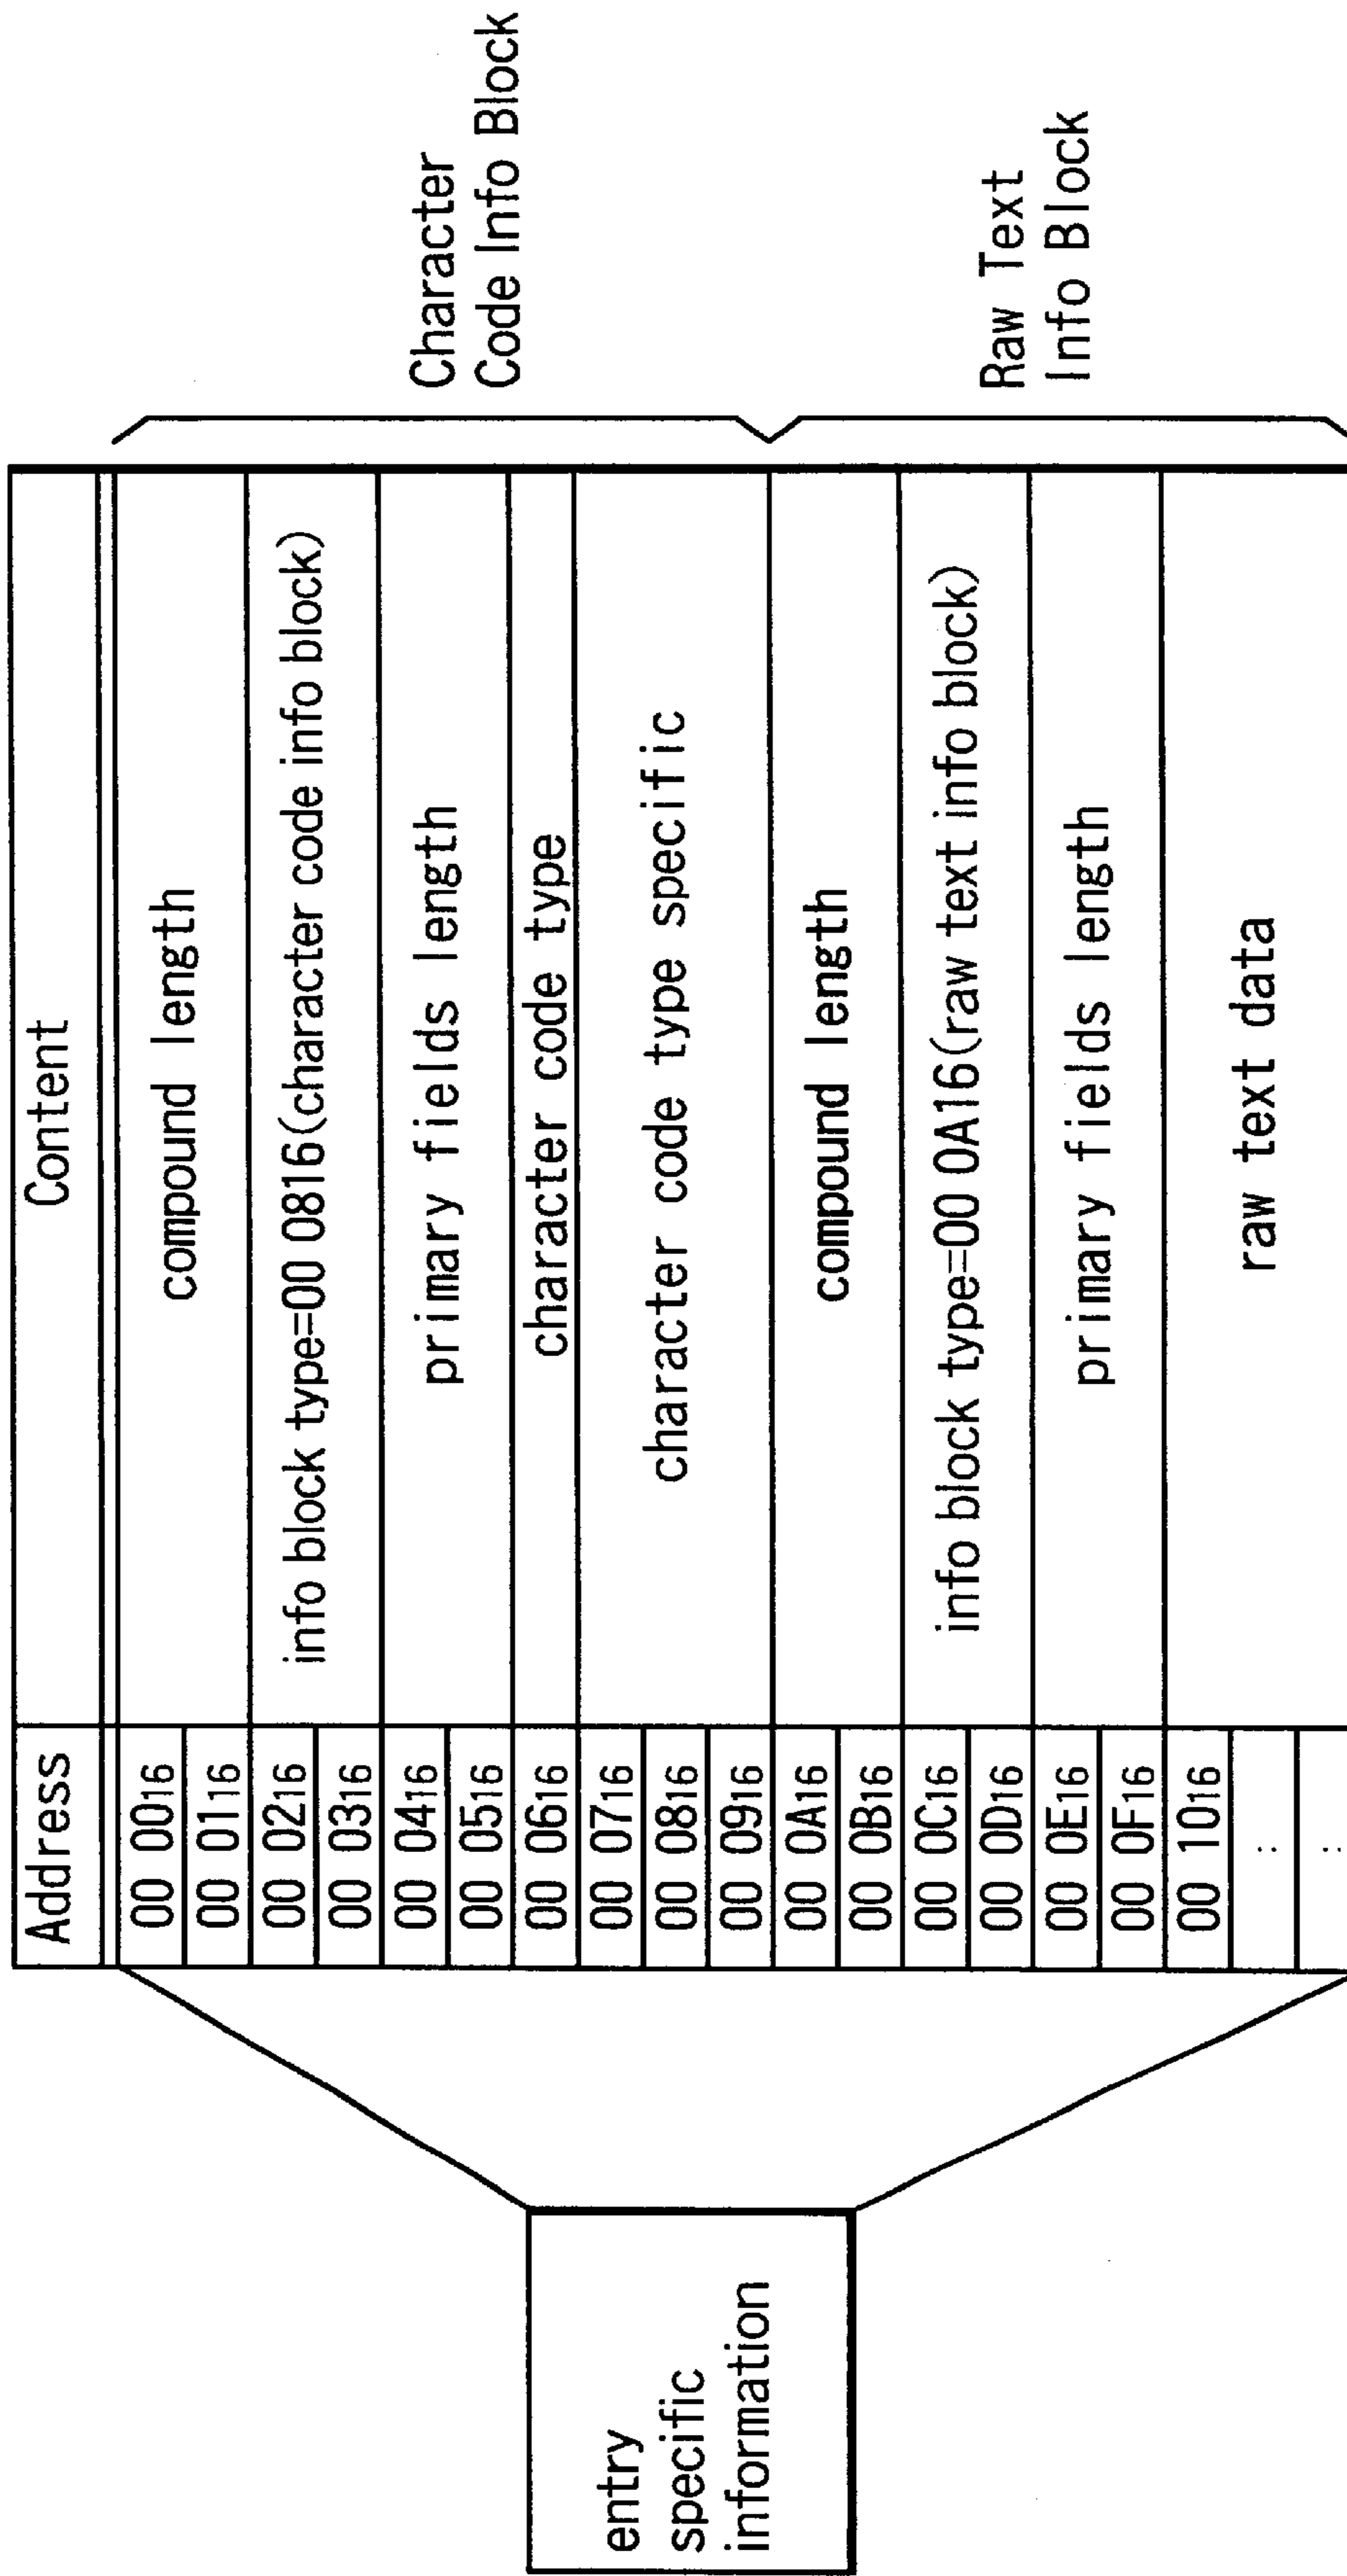 entry
specific
information
Address
Content
00 00₁₆
00 01₁₆
compound length
00 02₁₆
00 03₁₆
info block type=00 0816(character code info block)
00 04₁₆
00 05₁₆
primary fields length
00 06₁₆
character code type
00 07₁₆
00 08₁₆
00 09₁₆
character code type specific
00 0A₁₆
00 0B₁₆
compound length
00 0C₁₆
00 0D₁₆
info block type=00 0A16(raw text info block)
00 0E₁₆
00 0F₁₆
primary fields length
00 10₁₆
:
:
raw text data
Character
Code Info Block
Raw Text
Info Block